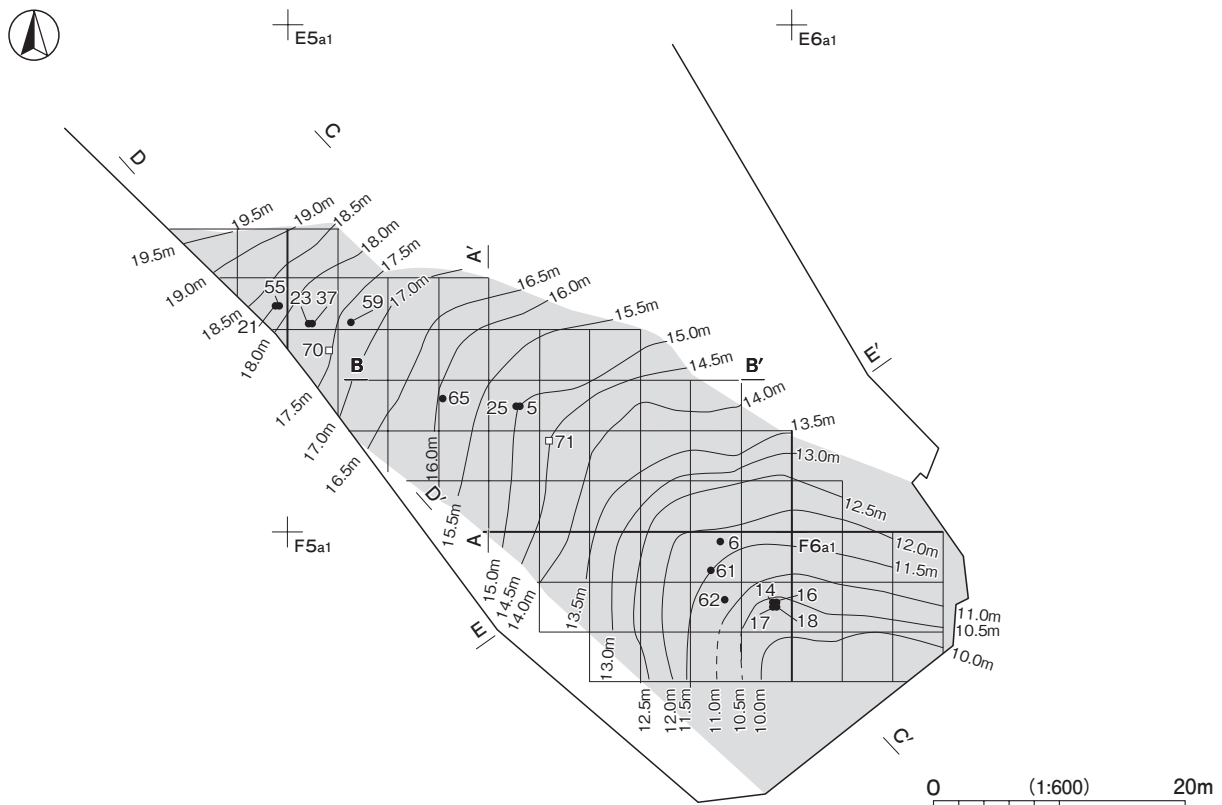 E5a1
E6a1
C
D
19.5m
19.0m
18.5m
18.0m
17.5m
17.0m
A′
16.5m
16.0m
15.5m
15.0m
14.5m
14.0m
13.5m
13.0m
12.5m
12.0m
11.5m
11.0m
10.5m
10.0m
E′
19.5m
19.0m
18.5m
18.0m
17.5m
17.0m
16.5m
16.0m
15.5m
15.0m
14.5m
14.0m
13.5m
13.0m
12.5m
12.0m
11.5m
11.0m
10.5m
10.0m
55
23 37
59
21
70
B
B′
65
25 5
71
D′
F5a1
A
6
F6a1
61
62
14
16
17
18
E
C′
0 (1:600) 20m